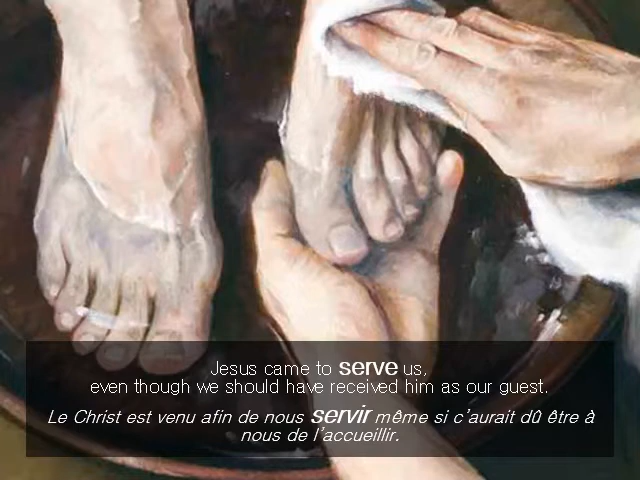 Jesus came to serve us,
even though we should have received him as our guest.
Le Christ est venu afin de nous servir même si c'aurait dû être à
nous de l'accueillir.